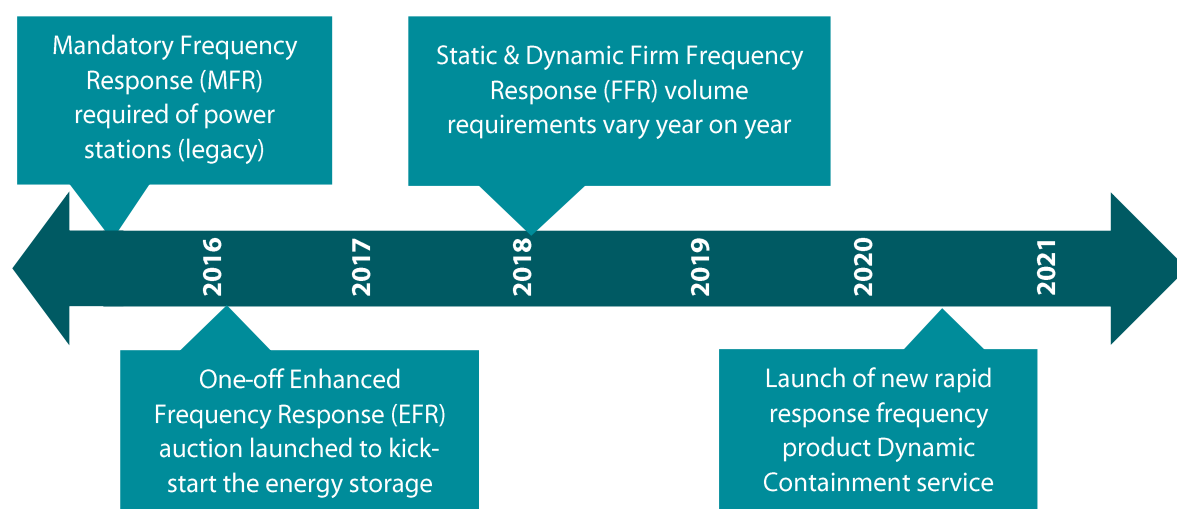 Mandatory Frequency
Response (MFR)
required of power
stations (legacy)
Static & Dynamic Firm Frequency
Response (FFR) volume
requirements vary year on year
2016
2017
2018
2019
2020
2021
One-off Enhanced
Frequency Response (EFR)
auction launched to kick-
start the energy storage
Launch of new rapid
response frequency
product Dynamic
Containment service